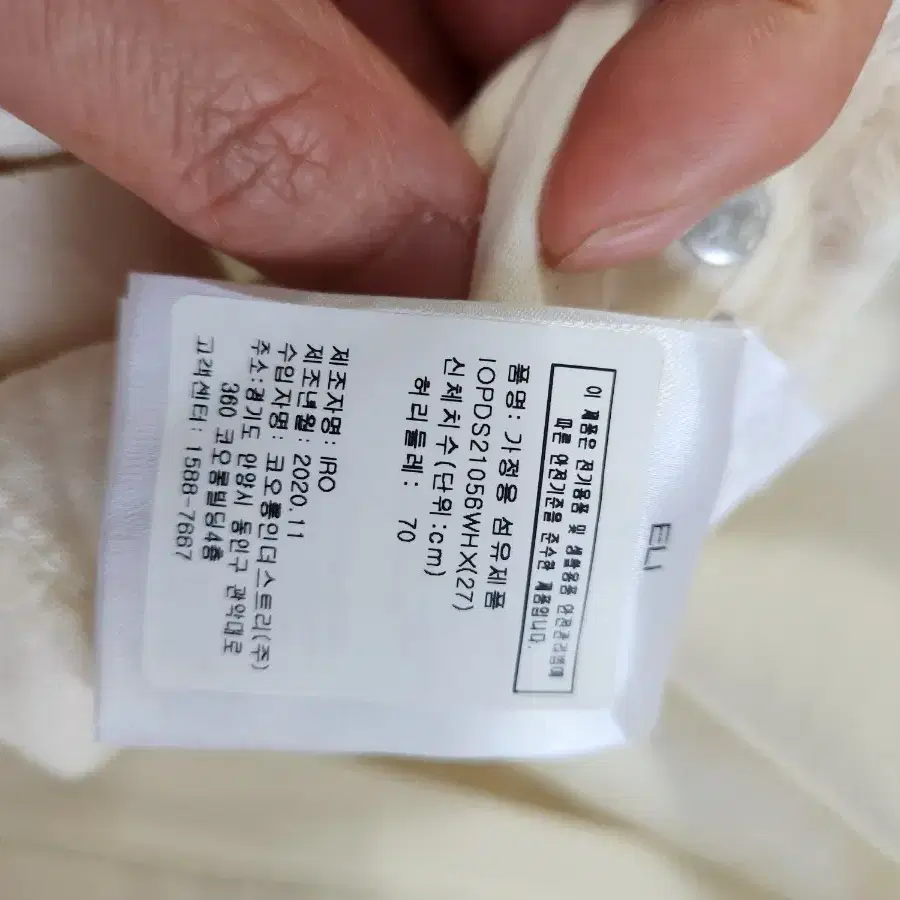 이 제품은 전기용품 및 생활용품 안전관리법에
따른 안전기준을 준수한 제품입니다.
품명: 가정용 섬유제품
IOPDS21056WHX(27)
신체치수(단위:cm)
허리둘레: 70
제조자명: IRO
제조년월: 2020.11
수입자명: 코오롱인더스트리(주)
주소:경기도 안양시 동안구 관악대로
360 코오롱빌딩4층
고객센터: 1588-7667
ELI